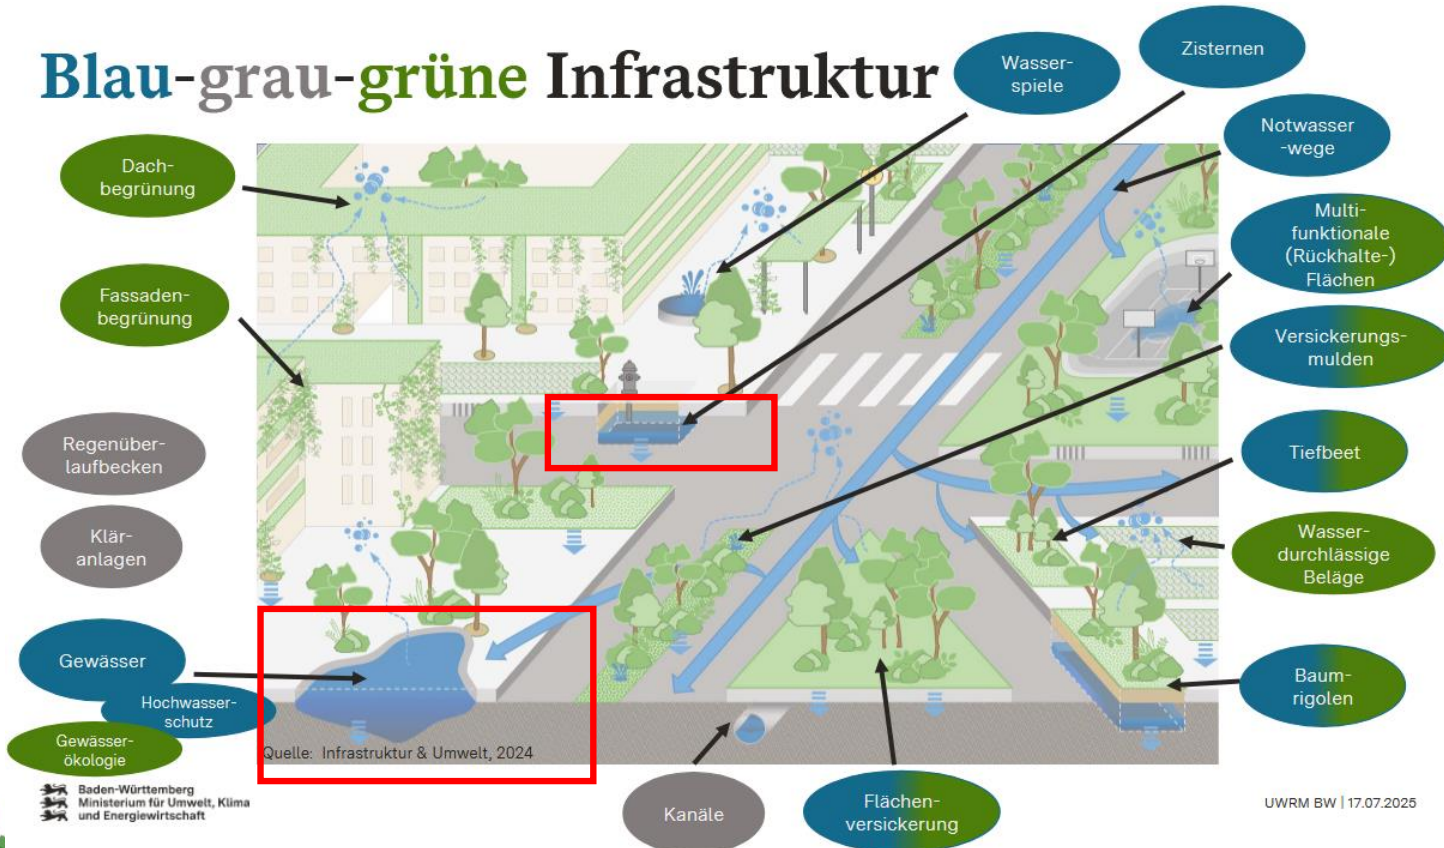 Blau-grau-grüne Infrastruktur
Wasser-
spiele
Zisternen
Notwasser
-wege
Multi-
funktionale
(Rückhalte-)
Flächen
Versickerungs-
mulden
Tiefbeet
Wasser-
durchlässige
Beläge
Baum-
rigolen
Dach-
begrünung
Fassaden-
begrünung
Regenüber-
laufbecken
Klär-
anlagen
Gewässer
Hochwasser-
schutz
Gewässer-
ökologie
Quelle: Infrastruktur & Umwelt, 2024
Kanäle
Flächen-
versickerung
Baden-Württemberg
Ministerium für Umwelt, Klima
und Energiewirtschaft
UWRM BW | 17.07.2025